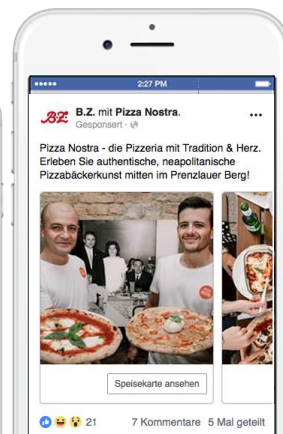 2:27 PM
B.Z. B.Z. mit Pizza Nostra.
Gesponsert ·
Pizza Nostra - die Pizzeria mit Tradition & Herz.
Erleben Sie authentische, neapolitanische
Pizzabäckerkunst mitten im Prenzlauer Berg!
Speisekarte ansehen
21 7 Kommentare 5 Mal geteilt